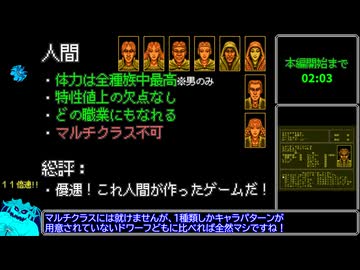 人間
・体力は全種族中最高※男のみ
・特性値上の欠点なし
・どの職業にもなれる
・マルチクラス不可
総評：
・優遇！これ人間が作ったゲームだ！
本編開始まで
02:03
１１倍速!!
マルチクラスには就けませんが、1種類しかキャラパターンが
用意されていないドワーフどもに比べれば全然マシですね！